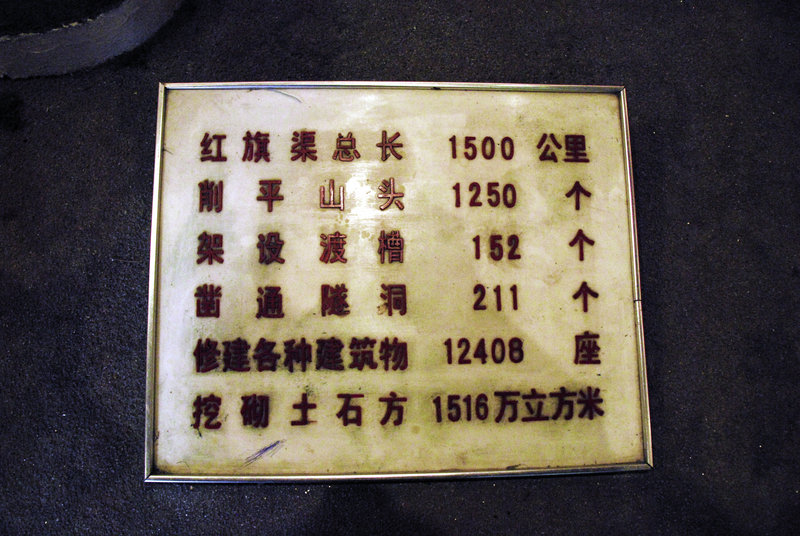 红旗渠总长 1500 公里
削平山头 1250 个
架设渡槽 152 个
凿通隧洞 211 个
修建各种建筑物 12408 座
挖砌土石方 1516万立方米